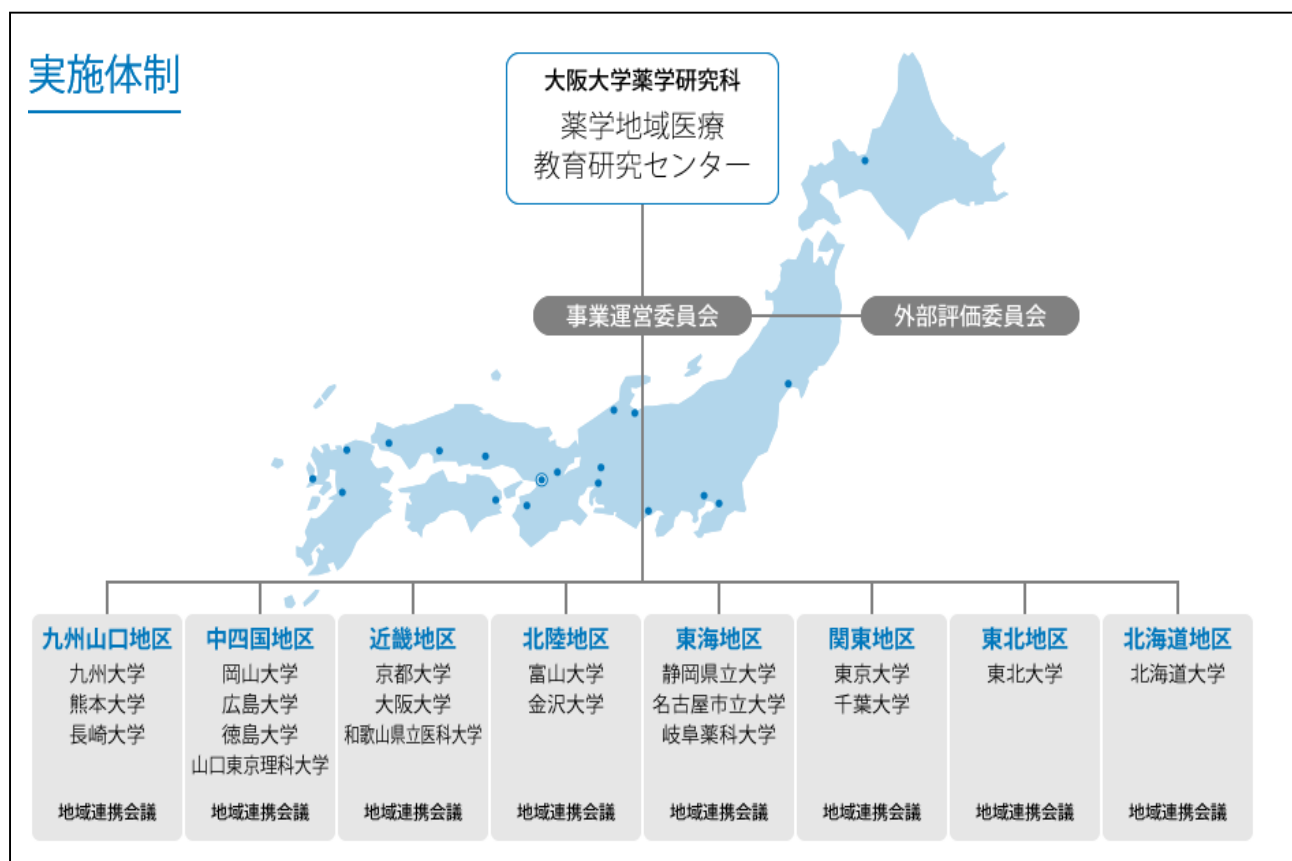 実施体制
大阪大学薬学研究科
薬学地域医療
教育研究センター
事業運営委員会
外部評価委員会
九州山口地区
九州大学
熊本大学
長崎大学
地域連携会議
中四国地区
岡山大学
広島大学
徳島大学
山口東京理科大学
地域連携会議
近畿地区
京都大学
大阪大学
和歌山県立医科大学
地域連携会議
北陸地区
富山大学
金沢大学
地域連携会議
東海地区
静岡県立大学
名古屋市立大学
岐阜薬科大学
地域連携会議
関東地区
東京大学
千葉大学
地域連携会議
東北地区
東北大学
地域連携会議
北海道地区
北海道大学
地域連携会議